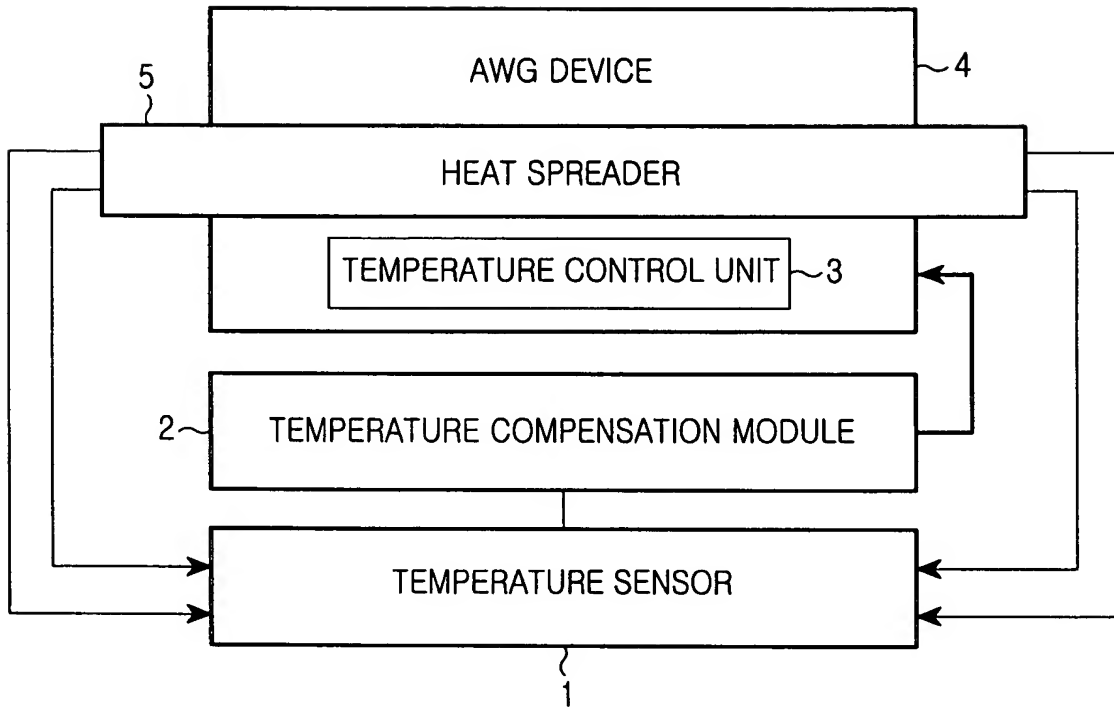 AWG DEVICE
4
5
HEAT SPREADER
TEMPERATURE CONTROL UNIT
3
2
TEMPERATURE COMPENSATION MODULE
TEMPERATURE SENSOR
1